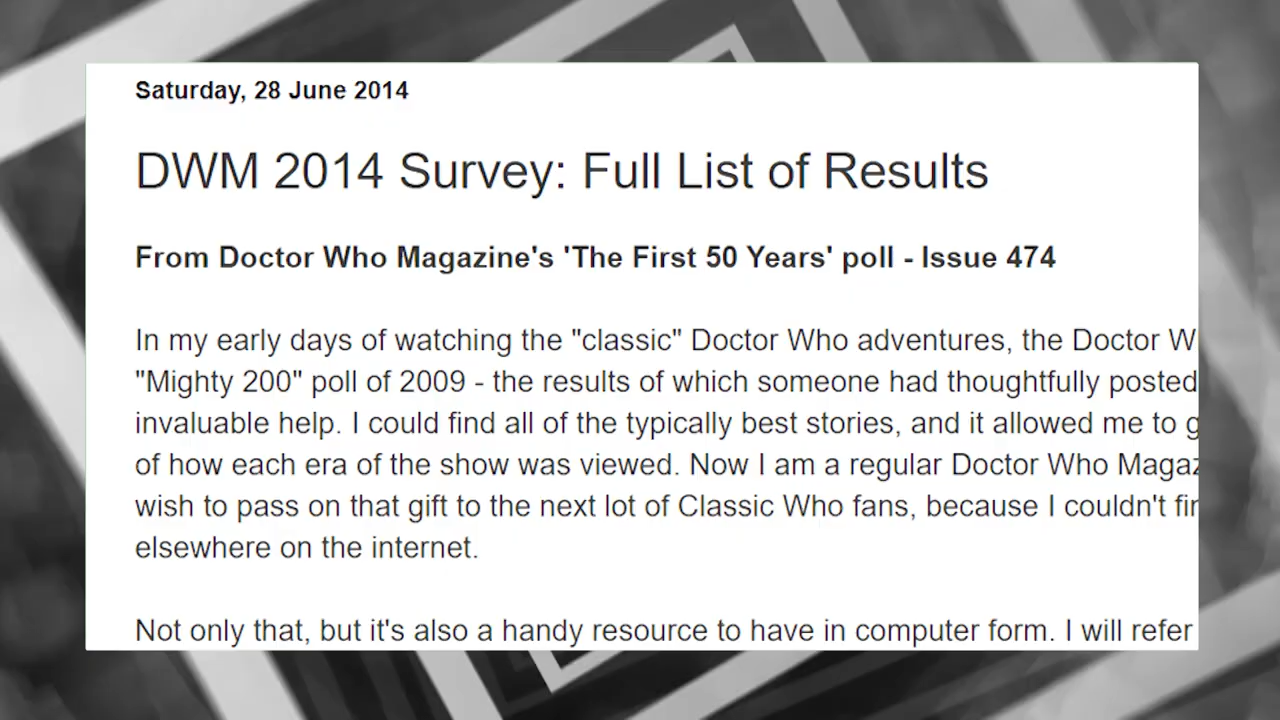 Saturday, 28 June 2014
DWM 2014 Survey: Full List of Results
From Doctor Who Magazine's 'The First 50 Years' poll - Issue 474
In my early days of watching the "classic" Doctor Who adventures, the Doctor
"Mighty 200" poll of 2009 - the results of which someone had thoughtfully posted
invaluable help. I could find all of the typically best stories, and it allowed me to
of how each era of the show was viewed. Now I am a regular Doctor Who
wish to pass on that gift to the next lot of Classic Who fans, because I couldn't
elsewhere on the internet.
Not only that, but it's also a handy resource to have in computer form. I will refer